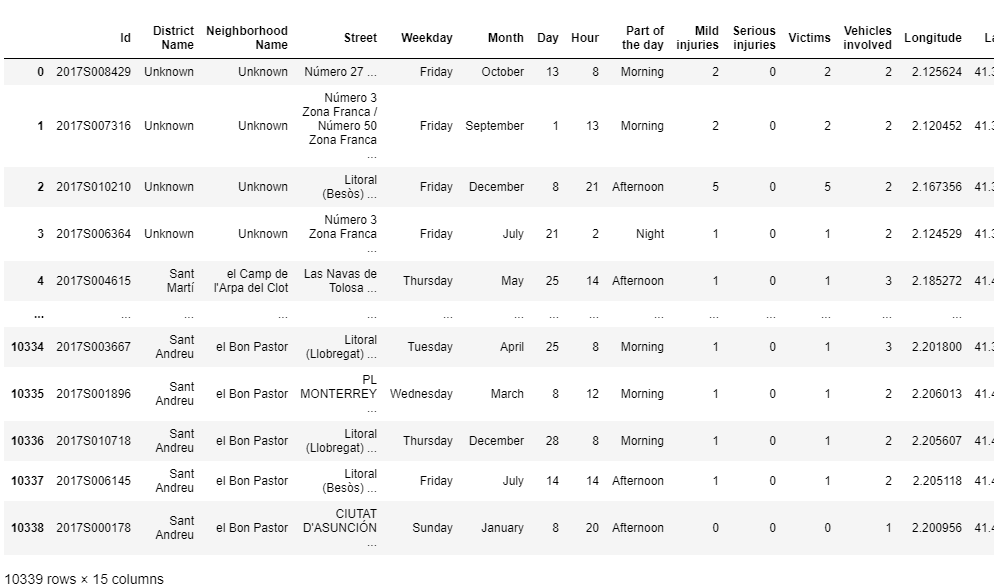 Id District Name Neighborhood Name Street Weekday Month Day Hour Part of the day Mild injuries Serious injuries Victims Vehicles involved Longitude
0 2017S008429 Unknown Unknown Número 27 ... Friday October 13 8 Morning 2 0 2 2 2.125624 41.3
1 2017S007316 Unknown Unknown Número 3 Zona Franca / Número 50 Zona Franca ... Friday September 1 13 Morning 2 0 2 2 2.120452 41.3
2 2017S010210 Unknown Unknown Litoral (Besòs) ... Friday December 8 21 Afternoon 5 0 5 2 2.167356 41.3
3 2017S006364 Unknown Unknown Número 3 Zona Franca ... Friday July 21 2 Night 1 0 1 2 2.124529 41.3
4 2017S004615 Sant Martí el Camp de l'Arpa del Clot Las Navas de Tolosa ... Thursday May 25 14 Afternoon 1 0 1 3 2.185272 41.4
... ... ... ... ... ... ... ... ... ... ... ... ... ... ...
10334 2017S003667 Sant Andreu el Bon Pastor Litoral (Llobregat) ... Tuesday April 25 8 Morning 1 0 1 3 2.201800 41.3
10335 2017S001896 Sant Andreu el Bon Pastor PL MONTERREY ... Wednesday March 8 12 Morning 1 0 1 2 2.206013 41.4
10336 2017S010718 Sant Andreu el Bon Pastor Litoral (Llobregat) ... Thursday December 28 8 Morning 1 0 1 2 2.205607 41.4
10337 2017S006145 Sant Andreu el Bon Pastor Litoral (Besòs) ... Friday July 14 14 Afternoon 1 0 1 2 2.205118 41.4
10338 2017S000178 Sant Andreu el Bon Pastor CIUTAT D'ASUNCIÓN ... Sunday January 8 20 Afternoon 0 0 0 1 2.200956 41.4
10339 rows × 15 columns